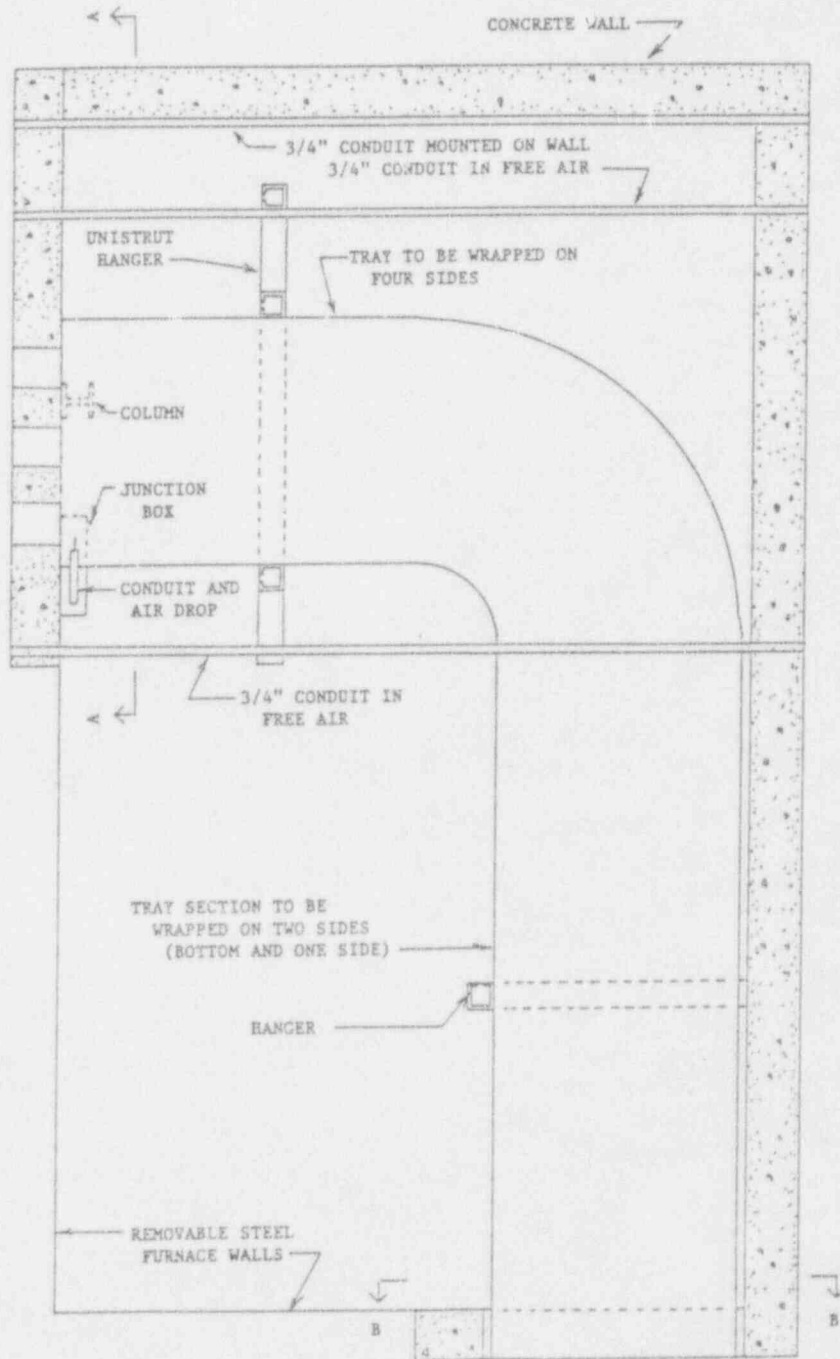 A
CONCRETE WALL
3/4" CONDUIT MOUNTED ON WALL
3/4" CONDUIT IN FREE AIR
UNISTRUT
HANGER
TRAY TO BE WRAPPED ON
FOUR SIDES
COLUMN
JUNCTION
BOX
CONDUIT AND
AIR DROP
3/4" CONDUIT IN
FREE AIR
A
TRAY SECTION TO BE
WRAPPED ON TWO SIDES
(BOTTOM AND ONE SIDE)
HANGER
REMOVABLE STEEL
FURNACE WALLS
B
B